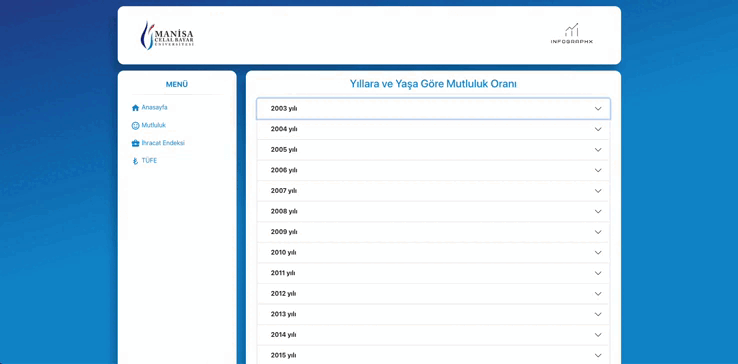 MANİSA
CELAL BAYAR
ÜNİVERSİTESİ
INFOGRAPHX
MENÜ
Anasayfa
Mutluluk
İhracat Endeksi
TÜFE
Yıllara ve Yaşa Göre Mutluluk Oranı
2003 yılı
2004 yılı
2005 yılı
2006 yılı
2007 yılı
2008 yılı
2009 yılı
2010 yılı
2011 yılı
2012 yılı
2013 yılı
2014 yılı
2015 yılı